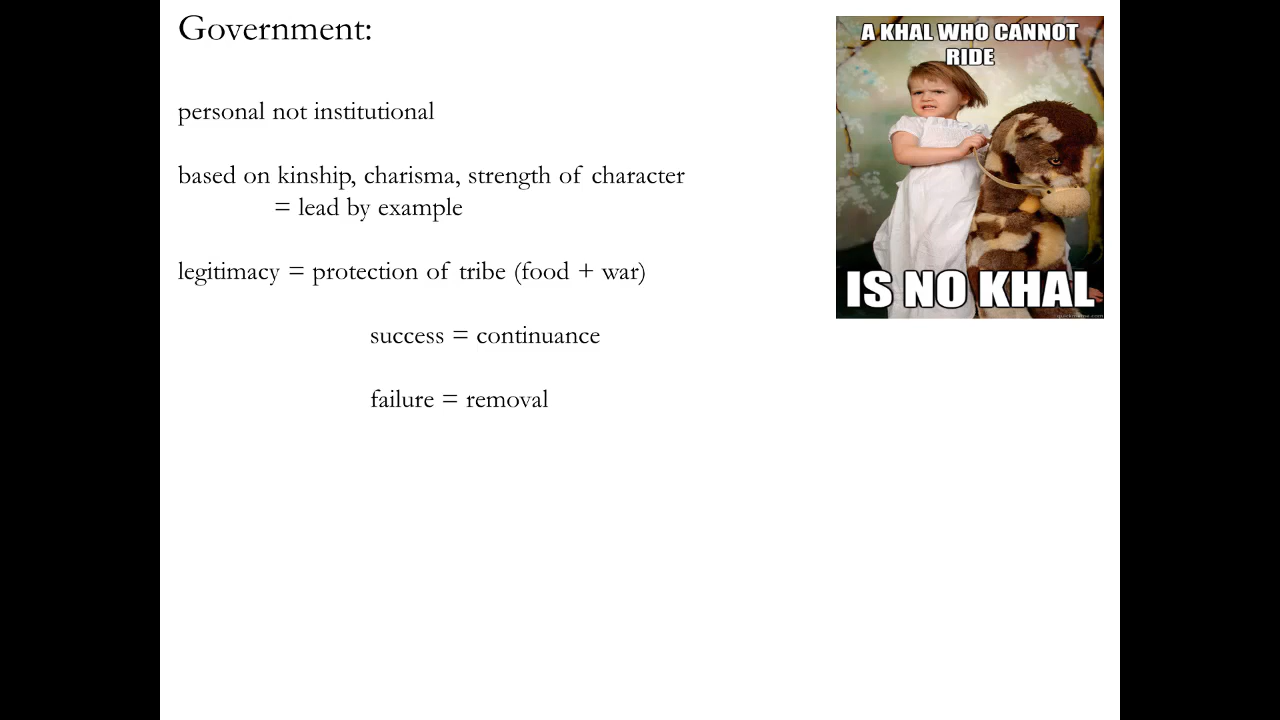 Government:
personal not institutional
based on kinship, charisma, strength of character
= lead by example
legitimacy = protection of tribe (food + war)
success = continuance
failure = removal
A KHAL WHO CANNOT
RIDE
IS NO KHAL